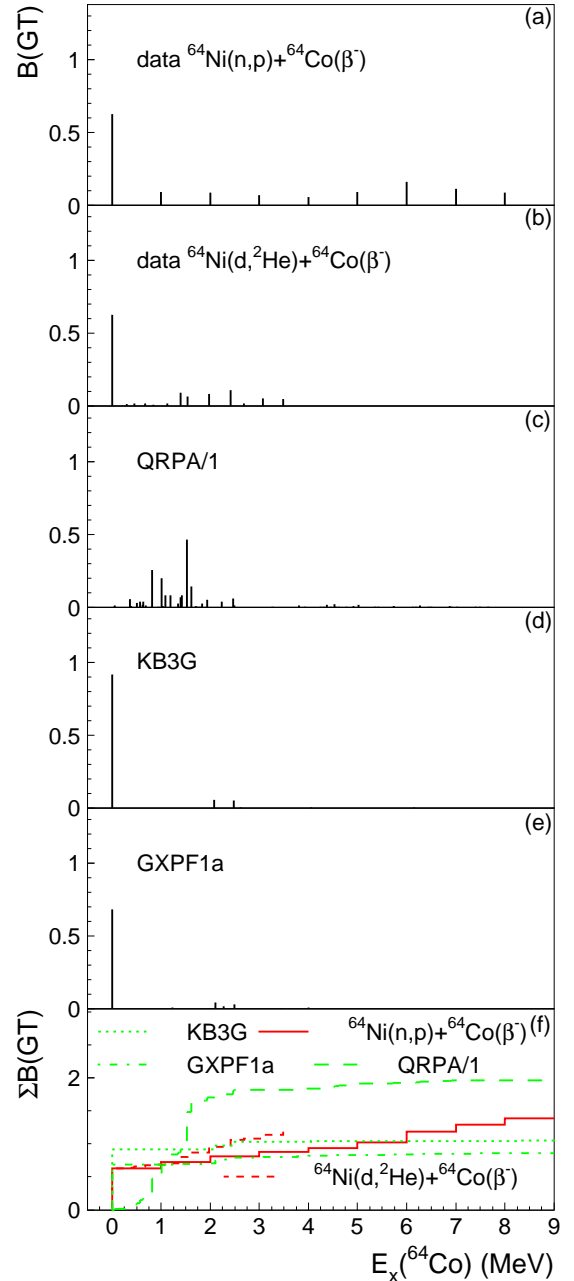 B(GT)
(a)
data ⁶⁴Ni(n,p)+⁶⁴Co(β⁻)
1
0.5
0
(b)
data ⁶⁴Ni(d,²He)+⁶⁴Co(β⁻)
1
0.5
0
(c)
QRPA/1
1
0.5
0
(d)
KB3G
1
0.5
0
(e)
GXPF1a
1
0.5
0
ΣB(GT)
KB3G ⁶⁴Ni(n,p)+⁶⁴Co(β⁻) (f)
GXPF1a QRPA/1
2
1
⁶⁴Ni(d,²He)+⁶⁴Co(β⁻)
0
0 1 2 3 4 5 6 7 8 9
Eₓ(⁶⁴Co) (MeV)